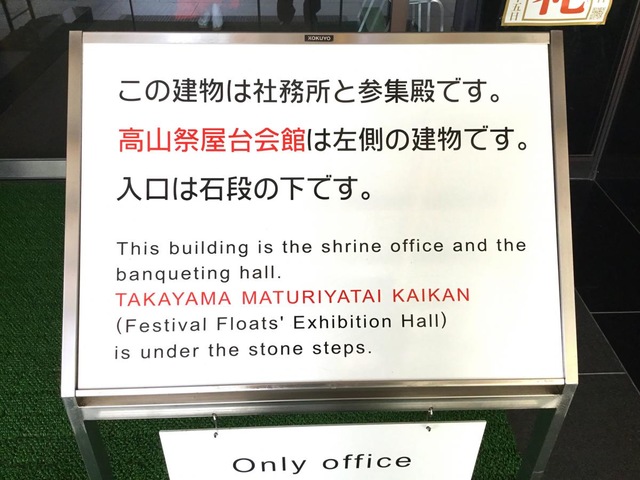 KOKUYO
この建物は社務所と参集殿です。
高山祭屋台会館は左側の建物です。
入口は石段の下です。
This building is the shrine office and the
banqueting hall.
TAKAYAMA MATURIYATAI KAIKAN
(Festival Floats' Exhibition Hall)
is under the stone steps.
Only office